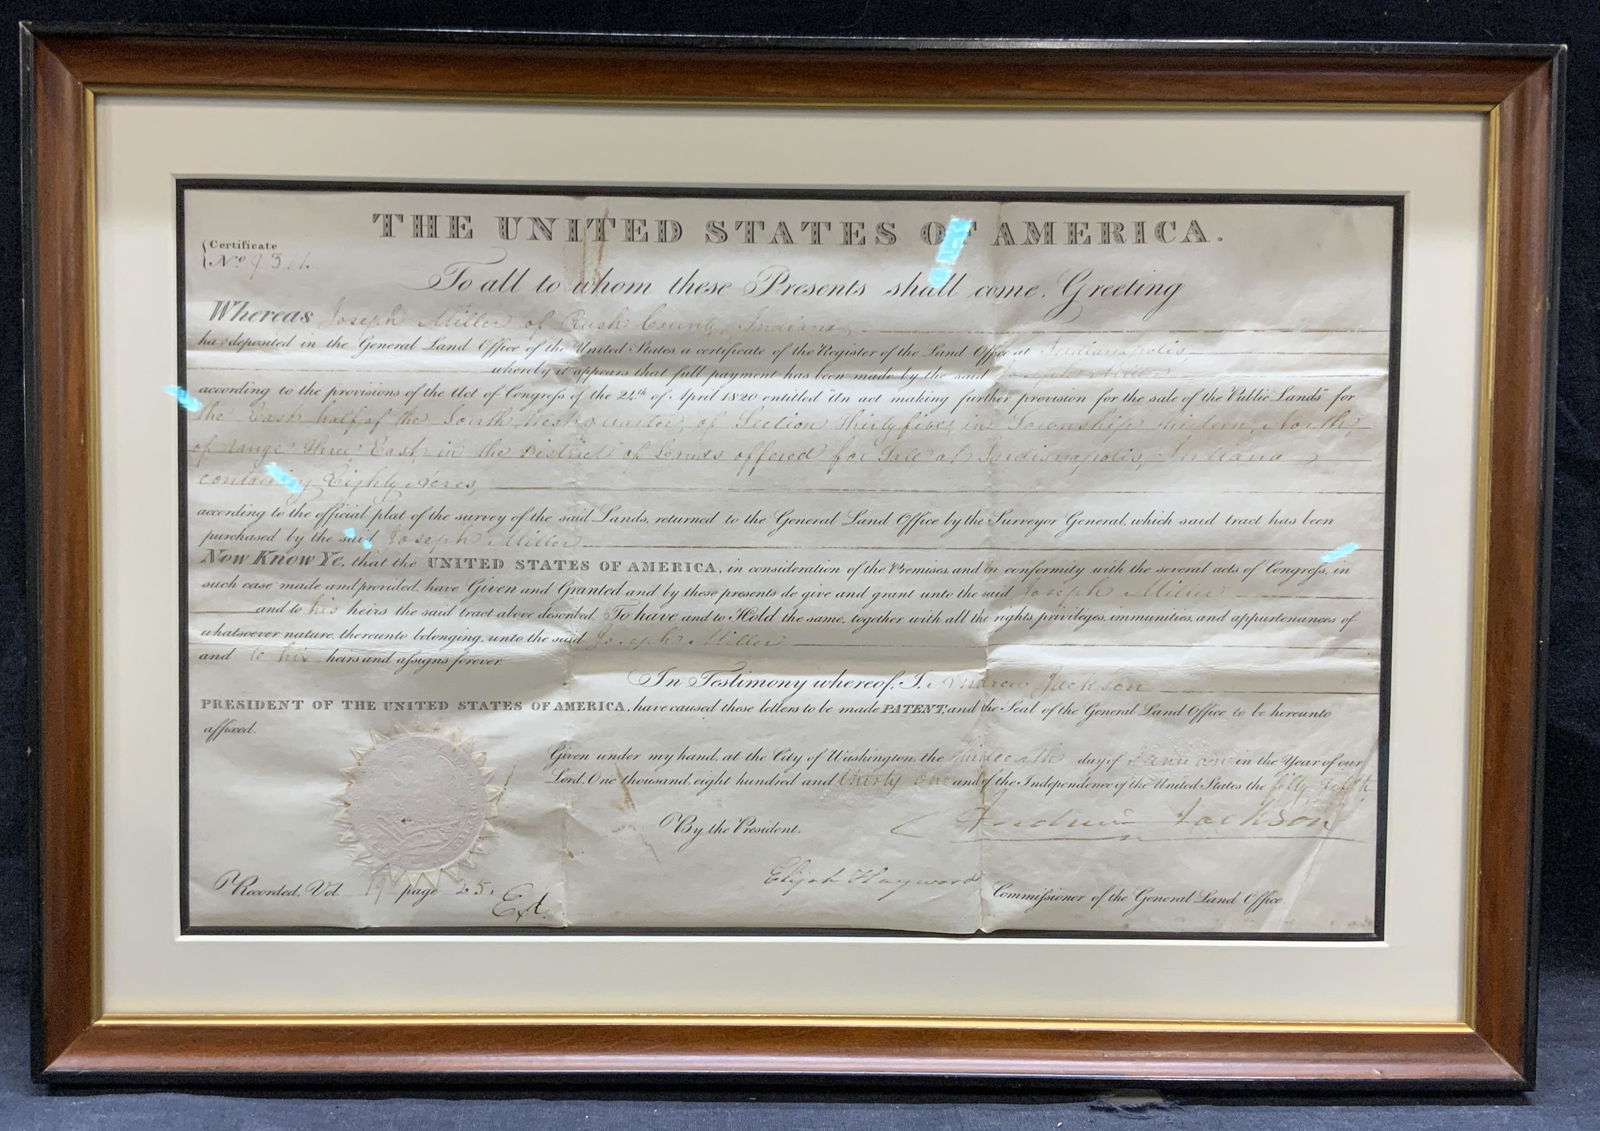 THE UNITED STATES OF AMERICA.
Certificate
No.
To all to whom these Presents shall come, Greeting
Whereas Joseph Miller of Rush County, Indiana,
has deposited in the General Land Office of the United States a certificate of the Register of the Land Office at Indianapolis
whereby it appears that full payment has been made by the said Joseph Miller
according to the provisions of the Act of Congress of the 24th of April 1820 entitled An act making further provision for the sale of the Public Lands for
the East half of the South West quarter, of Section Thirty five, in Township North,
of range Three East, in the District of Lands offered for Sale at Indianapolis, Indiana,
containing Eighty Acres,
according to the official plat of the survey of the said Lands, returned to the General Land Office by the Surveyor General, which said tract has been
purchased by the said Joseph Miller
Now Know Ye, that the UNITED STATES OF AMERICA, in consideration of the Premises, and in conformity with the several acts of Congress, in
such case made and provided, have Given and Granted and by these presents do give and grant unto the said Joseph Miller
and to his heirs the said tract above described, To have and to Hold the same, together with all the rights, privileges, immunities, and appurtenances of
whatsoever nature, thereunto belonging, unto the said Joseph Miller
and to his heirs and assigns forever.
In Testimony whereof, I, Andrew Jackson
PRESIDENT OF THE UNITED STATES OF AMERICA, have caused these letters to be made PATENT, and the Seal of the General Land Office to be hereunto
affixed.
Given under my hand, at the City of Washington, the day of January in the Year of our
Lord, One thousand, eight hundred and thirty one and of the Independence of the United States the fifty fifth
By the President. Andrew Jackson
Elijah Hayward Commissioner of the General Land Office
Recorded, Vol 19 page 25. Exd.